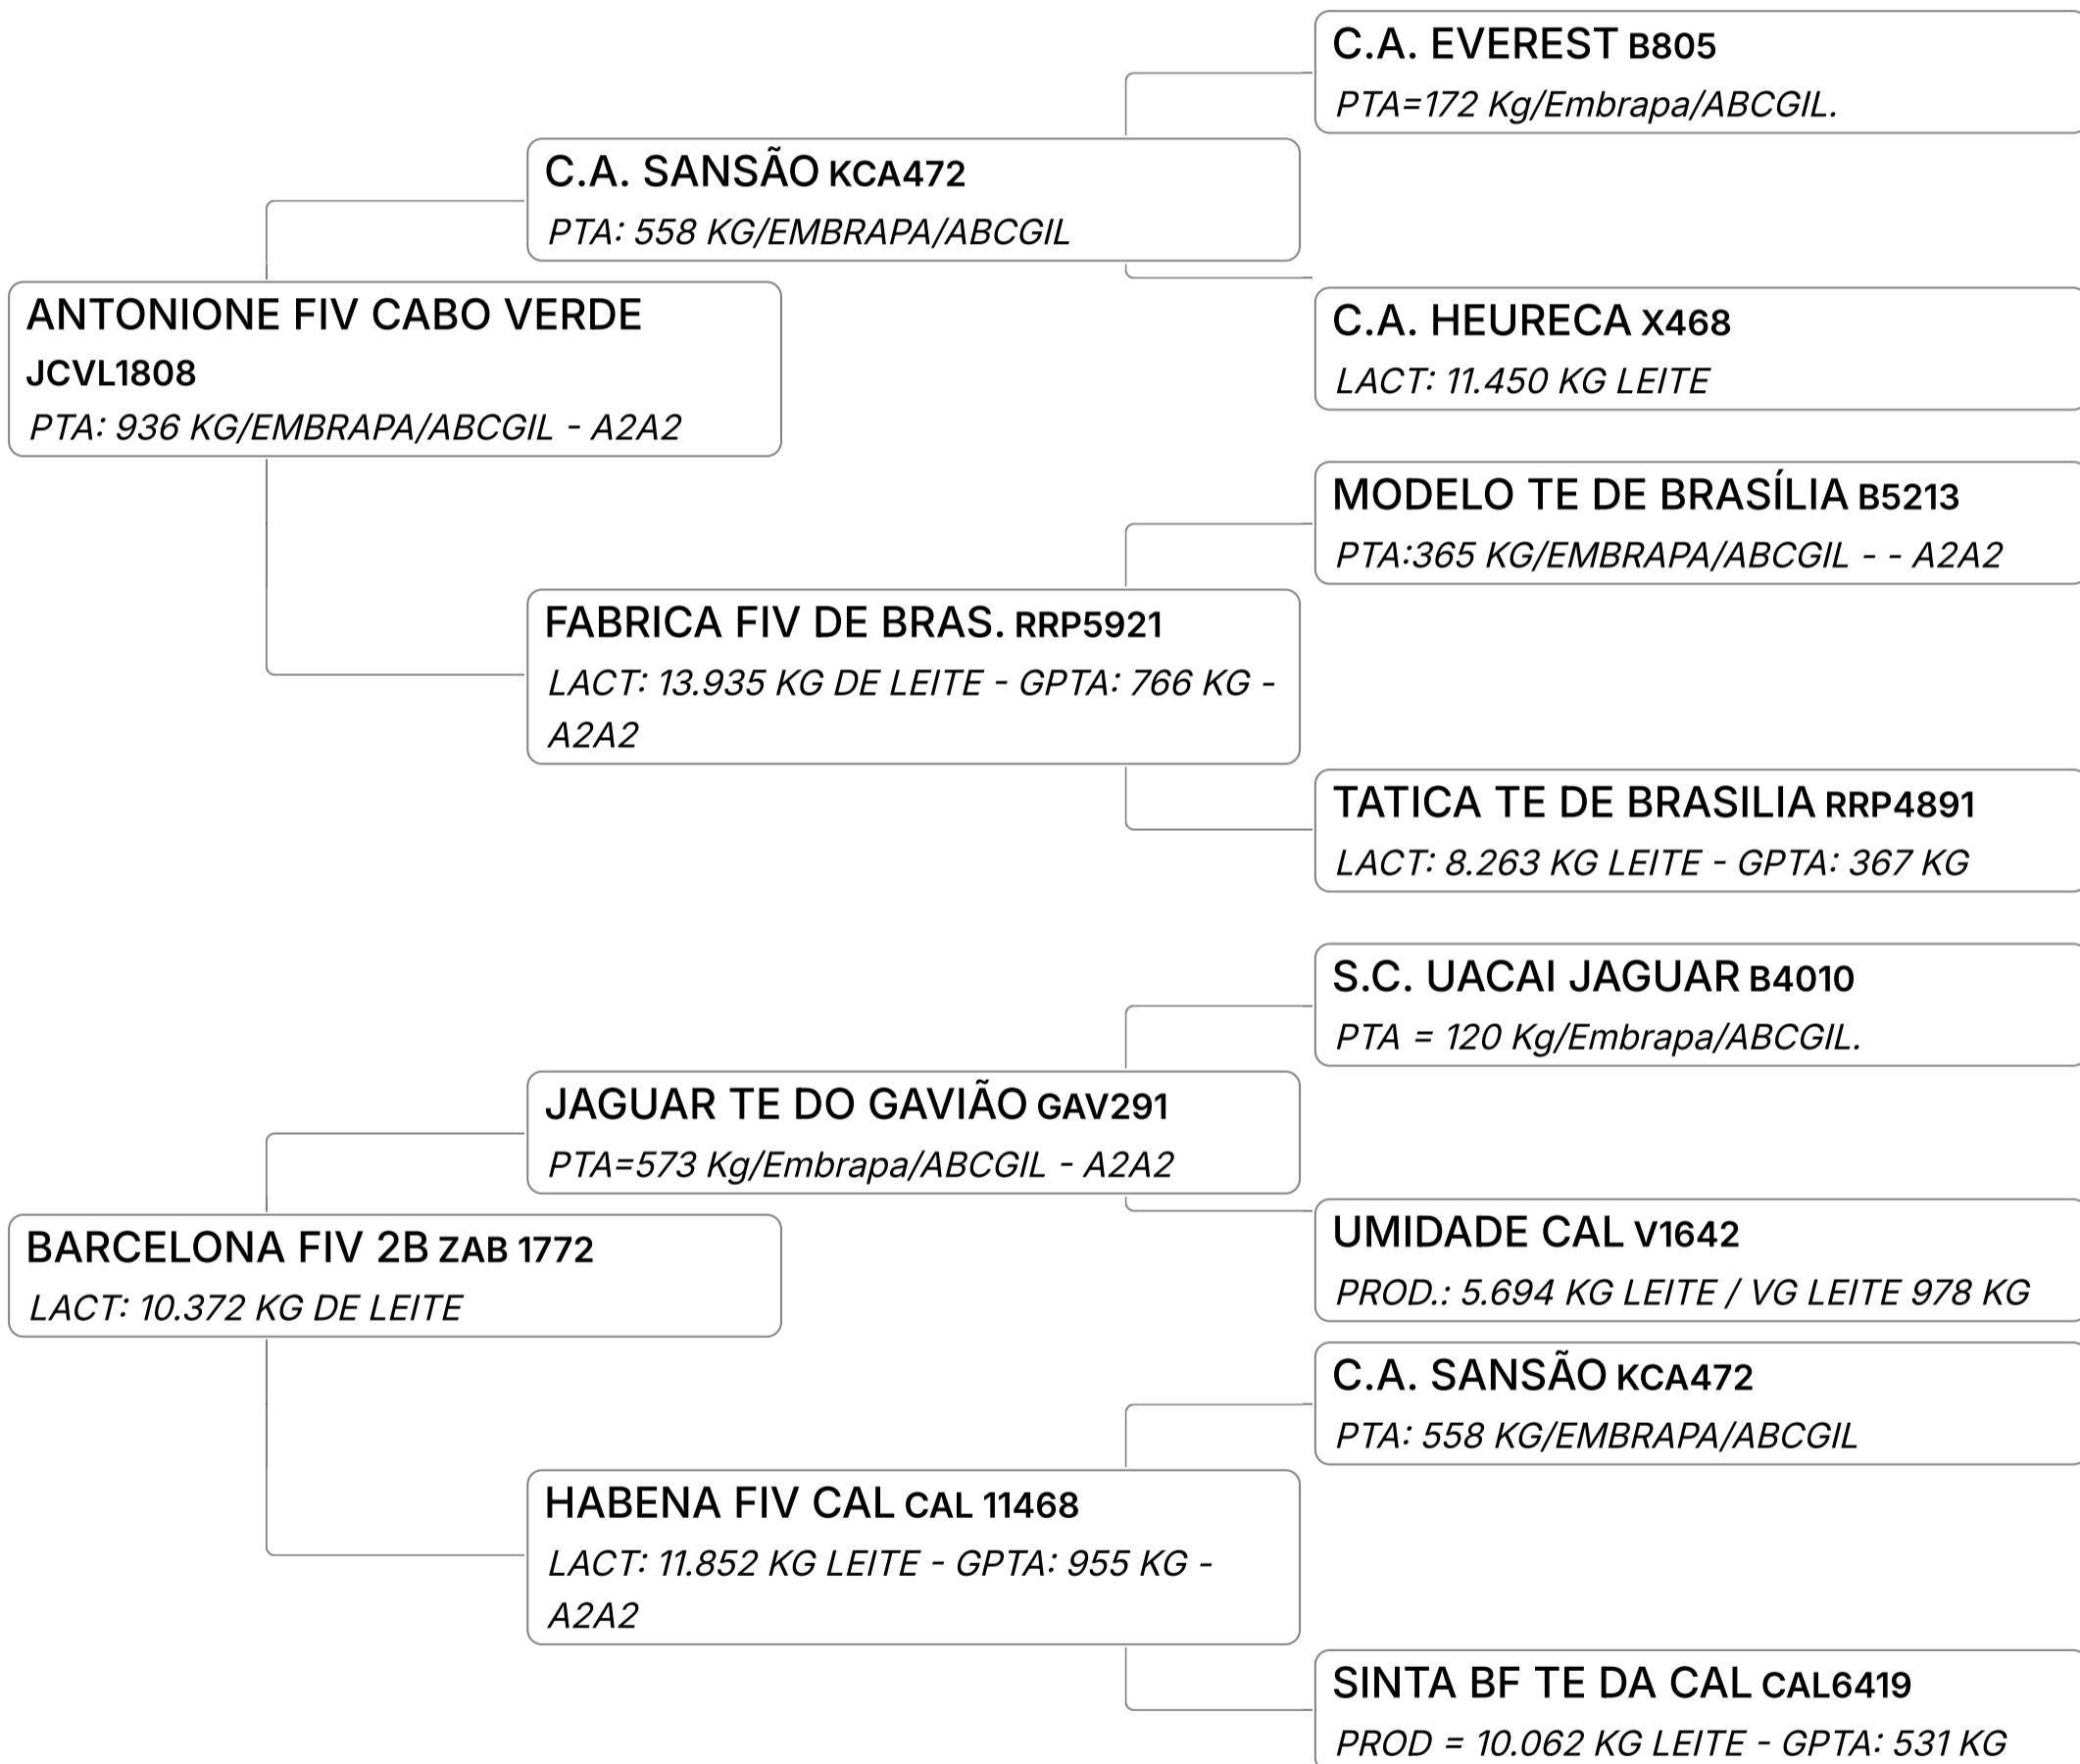 C.A. EVEREST B805
PTA=172 Kg/Embrapa/ABCGIL.
C.A. SANSÃO KCA472
PTA: 558 KG/EMBRAPA/ABCGIL
C.A. HEURECA X468
LACT: 11.450 KG LEITE
ANTONIONE FIV CABO VERDE
JCVL1808
PTA: 936 KG/EMBRAPA/ABCGIL - A2A2
MODELO TE DE BRASÍLIA B5213
PTA:365 KG/EMBRAPA/ABCGIL - - A2A2
FABRICA FIV DE BRAS. RRP5921
LACT: 13.935 KG DE LEITE - GPTA: 766 KG -
A2A2
TATICA TE DE BRASILIA RRP4891
LACT: 8.263 KG LEITE - GPTA: 367 KG
S.C. UACAI JAGUAR B4010
PTA = 120 Kg/Embrapa/ABCGIL.
JAGUAR TE DO GAVIÃO GAV291
PTA=573 Kg/Embrapa/ABCGIL - A2A2
UMIDADE CAL V1642
PROD.: 5.694 KG LEITE / VG LEITE 978 KG
BARCELONA FIV 2B ZAB 1772
LACT: 10.372 KG DE LEITE
C.A. SANSÃO KCA472
PTA: 558 KG/EMBRAPA/ABCGIL
HABENA FIV CAL CAL 11468
LACT: 11.852 KG LEITE - GPTA: 955 KG -
A2A2
SINTA BF TE DA CAL CAL6419
PROD = 10.062 KG LEITE - GPTA: 531 KG